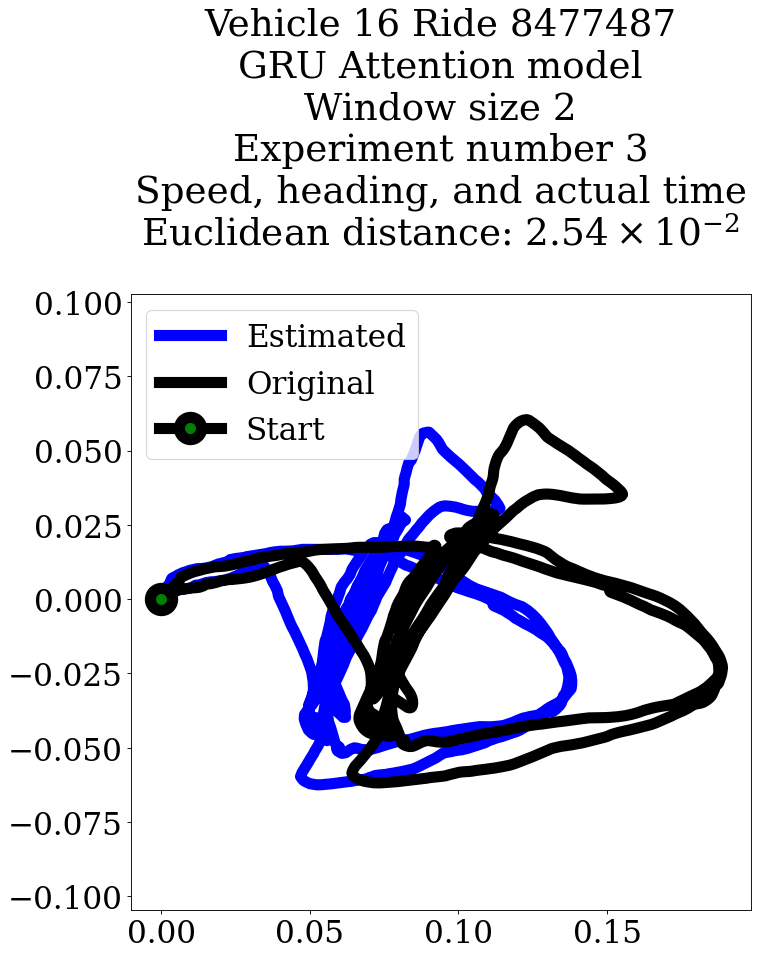 Vehicle 16 Ride 8477487
GRU Attention model
Window size 2
Experiment number 3
Speed, heading, and actual time
Euclidean distance: 2.54 × 10⁻²
0.100
Estimated
0.075
Original
0.050
Start
0.025
0.000
−0.025
−0.050
−0.075
−0.100
0.00 0.05 0.10 0.15